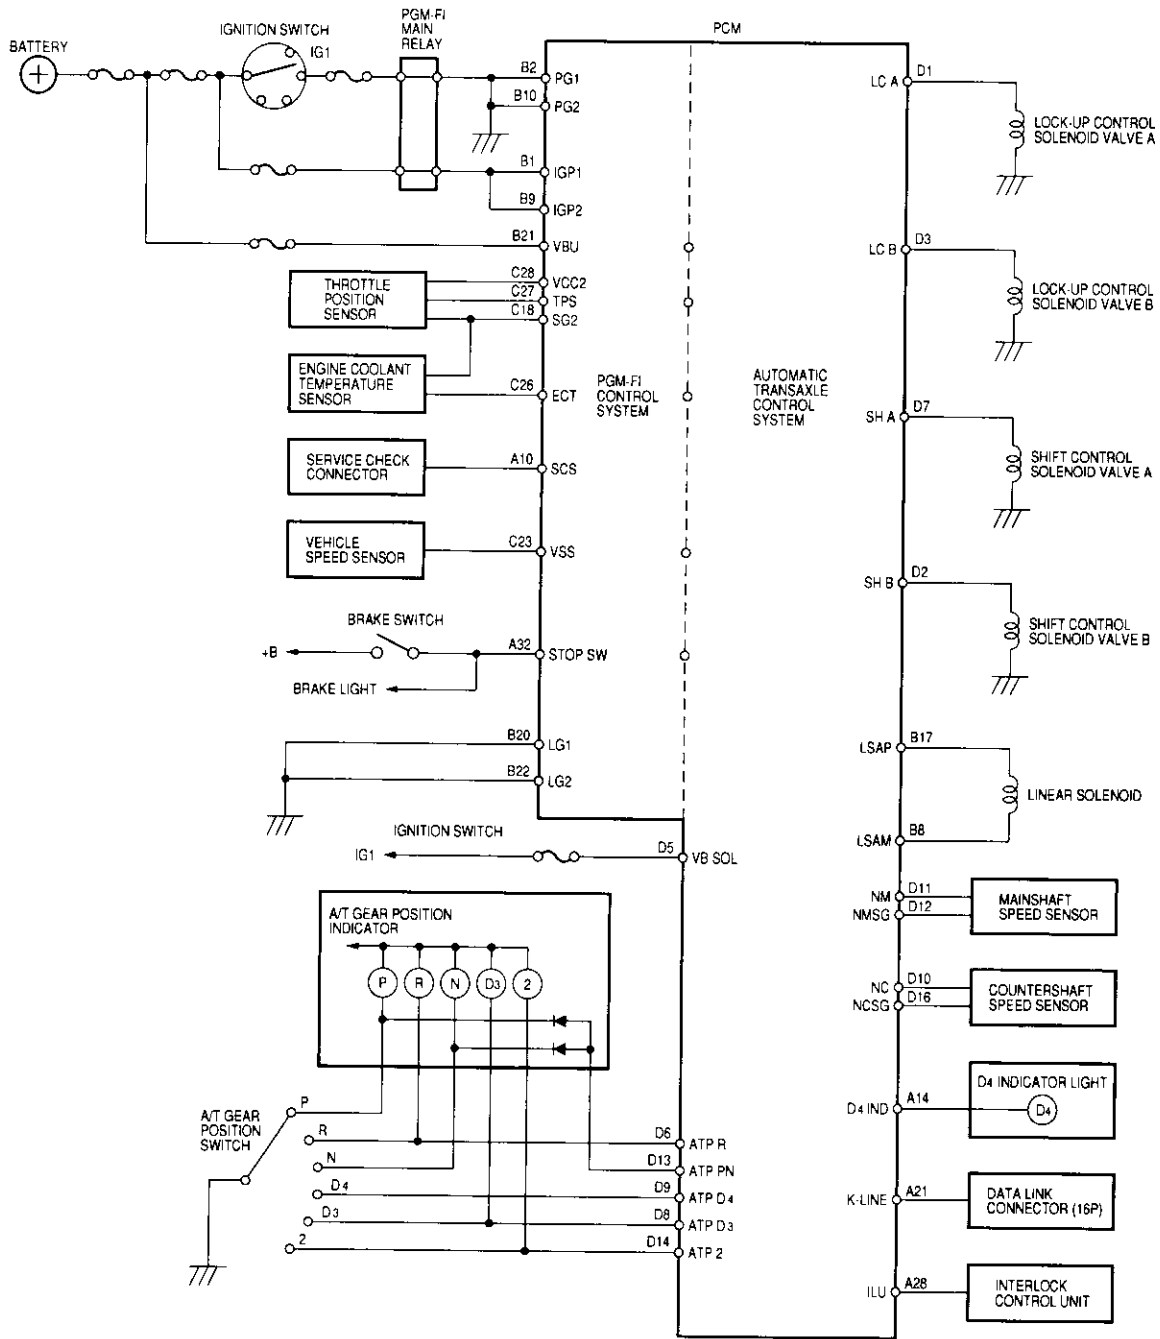 BATTERY
IGNITION SWITCH
IG1
PGM-FI
MAIN
RELAY
PCM
B2
PG1
B10
PG2
B1
IGP1
B9
IGP2
B21
VBU
THROTTLE
POSITION
SENSOR
C28
VCC2
C27
TPS
C18
SG2
ENGINE COOLANT
TEMPERATURE
SENSOR
C26
ECT
SERVICE CHECK
CONNECTOR
A10
SCS
VEHICLE
SPEED SENSOR
C23
VSS
BRAKE SWITCH
+B
A32
STOP SW
BRAKE LIGHT
B20
LG1
B22
LG2
PGM-FI
CONTROL
SYSTEM
AUTOMATIC
TRANSAXLE
CONTROL
SYSTEM
LC A
D1
LOCK-UP CONTROL
SOLENOID VALVE A
LC B
D3
LOCK-UP CONTROL
SOLENOID VALVE B
SH A
D7
SHIFT CONTROL
SOLENOID VALVE A
SH B
D2
SHIFT CONTROL
SOLENOID VALVE B
LSAP
B17
LINEAR SOLENOID
LSAM
B8
IGNITION SWITCH
IG1
D5
VB SOL
NM
D11
NMSG
D12
MAINSHAFT
SPEED SENSOR
NC
D10
NCSG
D16
COUNTERSHAFT
SPEED SENSOR
A/T GEAR POSITION
INDICATOR
P
R
N
D3
2
D4 INDICATOR LIGHT
D4 IND
A14
D4
A/T GEAR
POSITION
SWITCH
P
R
D6
ATP R
N
D13
ATP PN
D4
D9
ATP D4
D3
D8
ATP D3
2
D14
ATP 2
K-LINE
A21
DATA LINK
CONNECTOR (16P)
ILU
A28
INTERLOCK
CONTROL UNIT